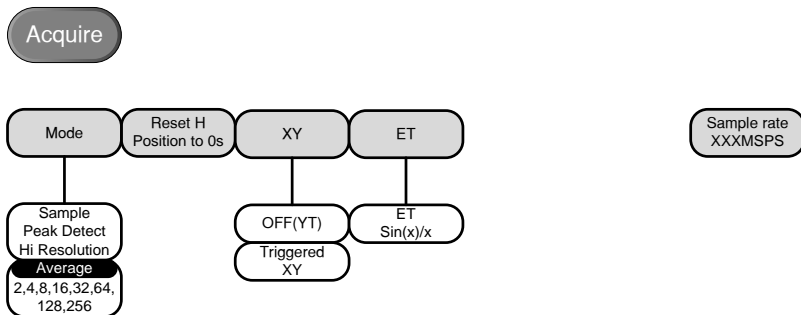 Acquire
Mode
Reset H
Position to 0s
XY
ET
Sample rate
XXXMSPS
Sample
Peak Detect
Hi Resolution
Average
2,4,8,16,32,64,
128,256
OFF(YT)
Triggered
XY
ET
Sin(x)/x